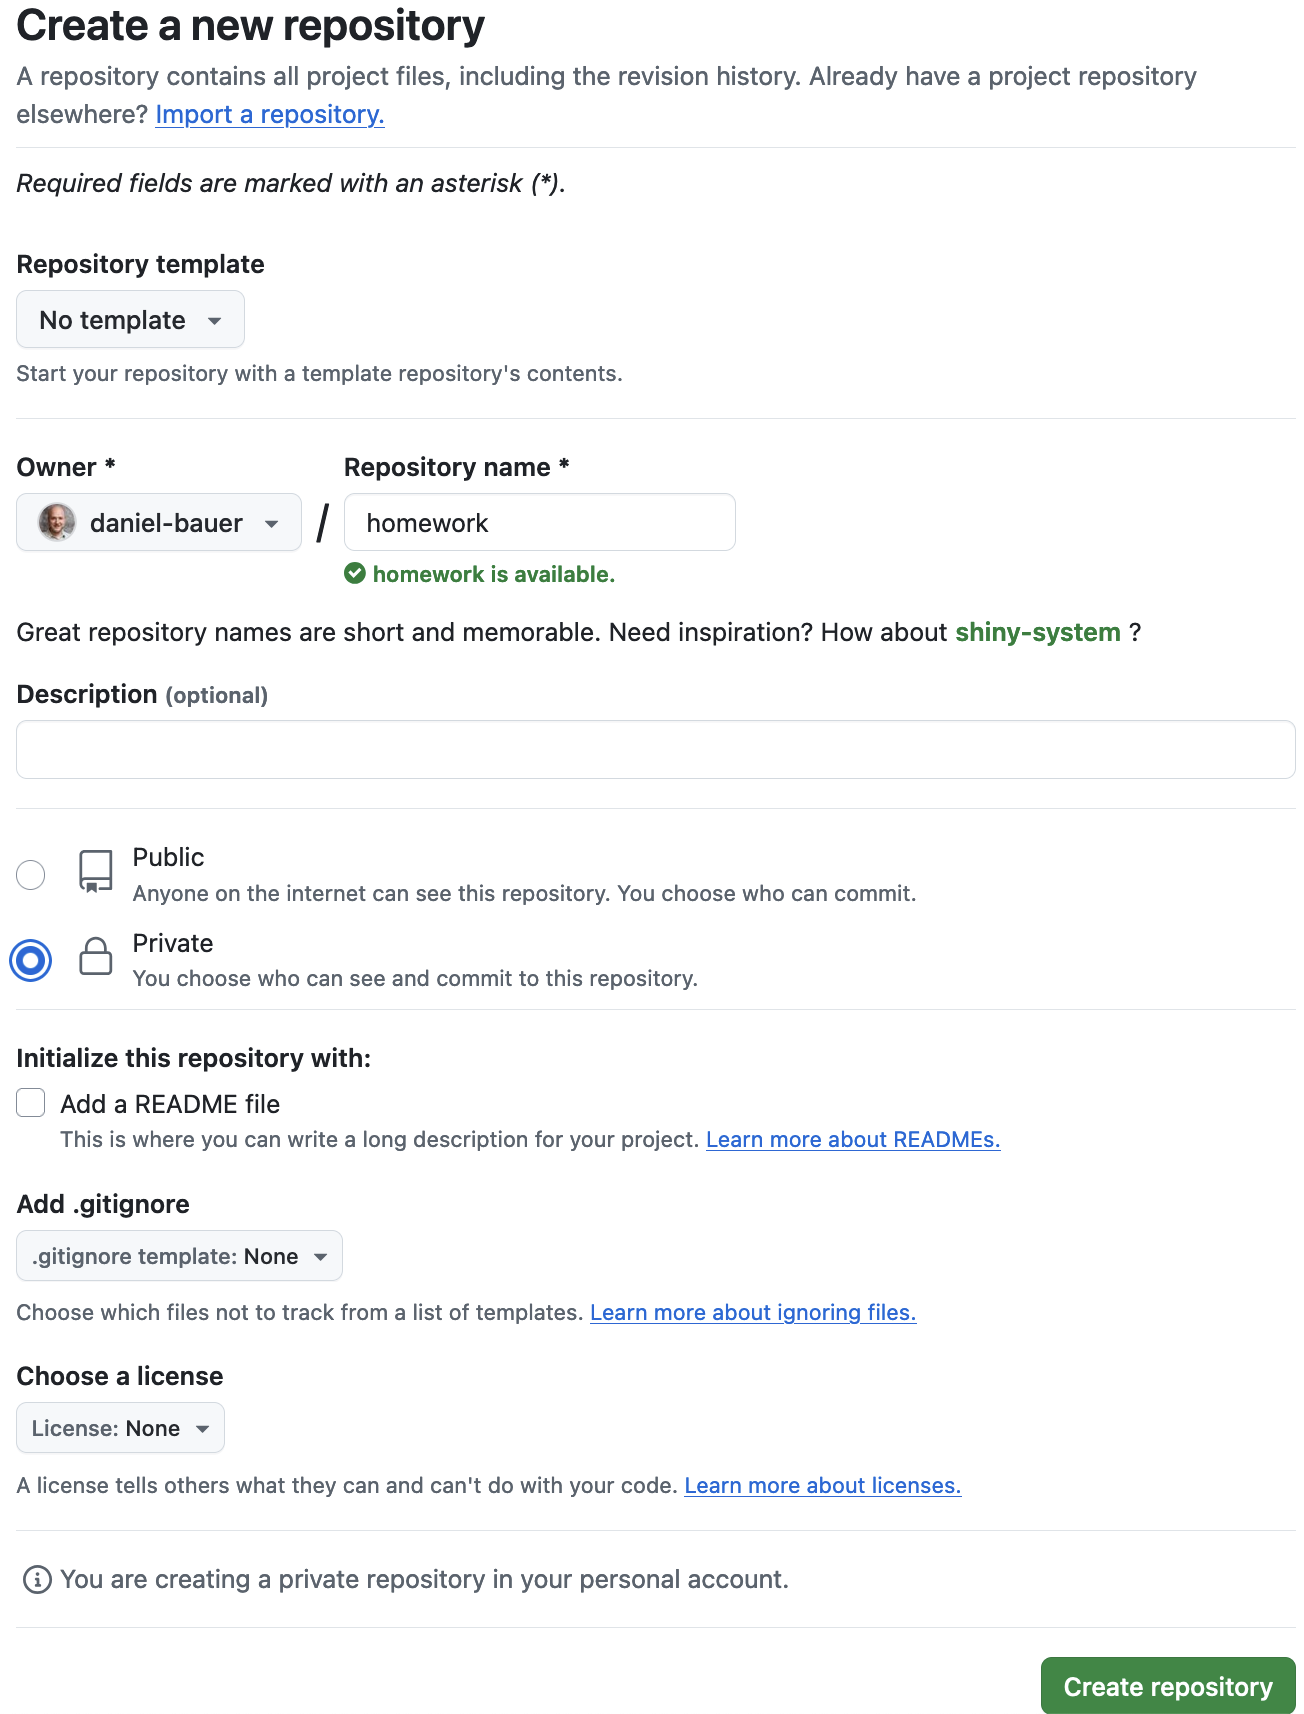 Create a new repository
A repository contains all project files, including the revision history. Already have a project repository
elsewhere? Import a repository.
Required fields are marked with an asterisk (*).
Repository template
No template
Start your repository with a template repository's contents.
Owner *
Repository name *
daniel-bauer / homework
homework is available.
Great repository names are short and memorable. Need inspiration? How about shiny-system ?
Description (optional)
Public
Anyone on the internet can see this repository. You choose who can commit.
Private
You choose who can see and commit to this repository.
Initialize this repository with:
Add a README file
This is where you can write a long description for your project. Learn more about READMEs.
Add .gitignore
.gitignore template: None
Choose which files not to track from a list of templates. Learn more about ignoring files.
Choose a license
License: None
A license tells others what they can and can't do with your code. Learn more about licenses.
You are creating a private repository in your personal account.
Create repository